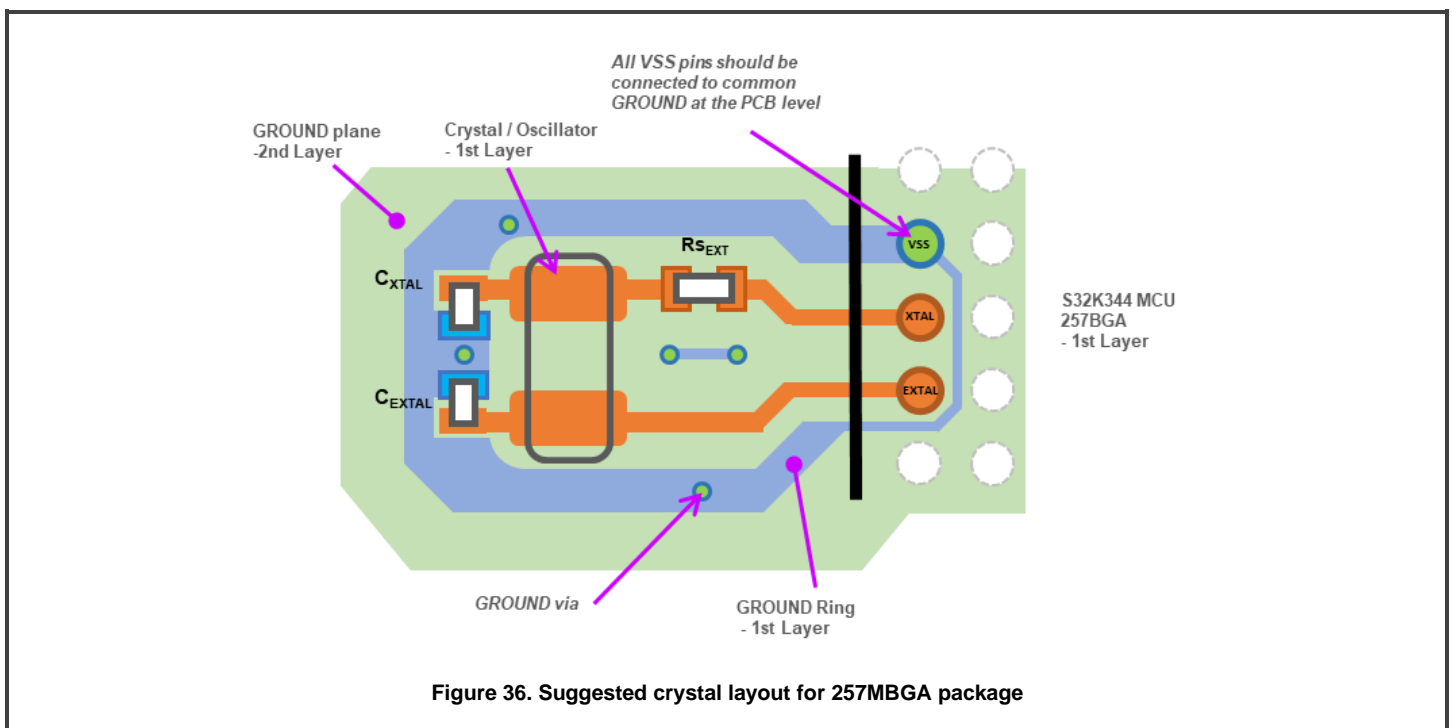 All VSS pins should be
connected to common
GROUND at the PCB level
GROUND plane
-2nd Layer
Crystal / Oscillator
- 1st Layer
RsEXT
VSS
CXTAL
XTAL
S32K344 MCU
257BGA
- 1st Layer
CEXTAL
EXTAL
GROUND via
GROUND Ring
- 1st Layer
Figure 36. Suggested crystal layout for 257MBGA package